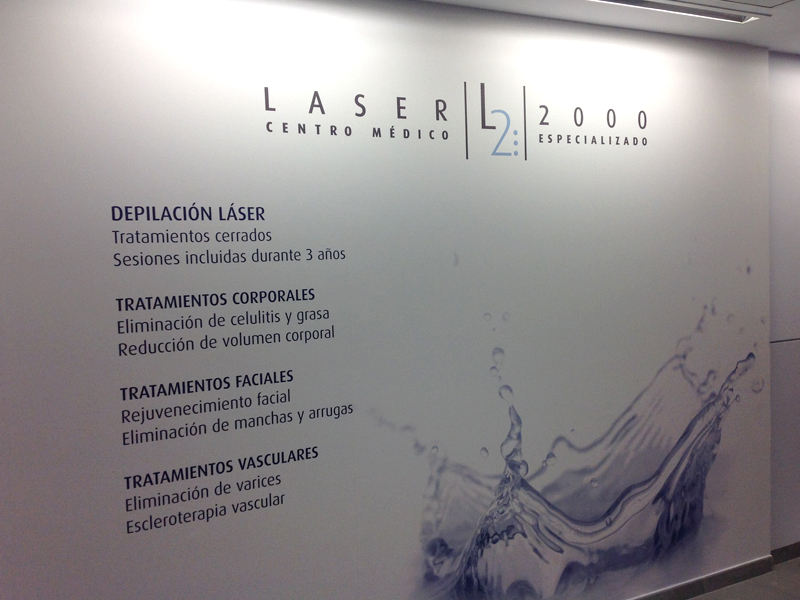 LASER L2: 2000
CENTRO MÉDICO ESPECIALIZADO
DEPILACIÓN LÁSER
Tratamientos cerrados
Sesiones incluidas durante 3 años
TRATAMIENTOS CORPORALES
Eliminación de celulitis y grasa
Reducción de volumen corporal
TRATAMIENTOS FACIALES
Rejuvenecimiento facial
Eliminación de manchas y arrugas
TRATAMIENTOS VASCULARES
Eliminación de varices
Escleroterapia vascular